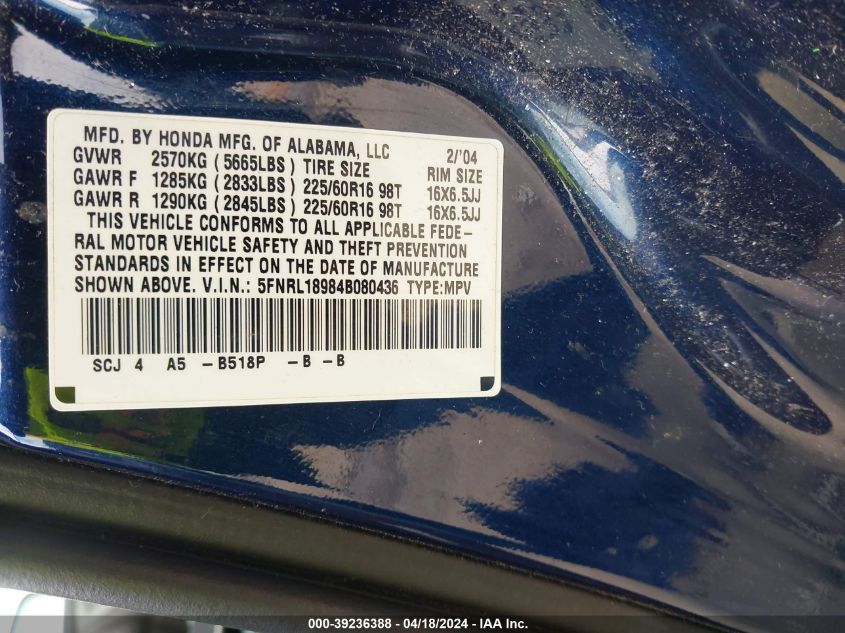 MFD. BY HONDA MFG. OF ALABAMA, LLC 2/'04
GVWR 2570KG ( 5665LBS ) TIRE SIZE RIM SIZE
GAWR F 1285KG ( 2833LBS ) 225/60R16 98T 16X6.5JJ
GAWR R 1290KG ( 2845LBS ) 225/60R16 98T 16X6.5JJ
THIS VEHICLE CONFORMS TO ALL APPLICABLE FEDE-
RAL MOTOR VEHICLE SAFETY AND THEFT PREVENTION
STANDARDS IN EFFECT ON THE DATE OF MANUFACTURE
SHOWN ABOVE. V.I.N.: 5FNRL18984B080436 TYPE:MPV
SCJ 4 A5 -B518P -B -B
000-39236388 - 04/18/2024 - IAA Inc.